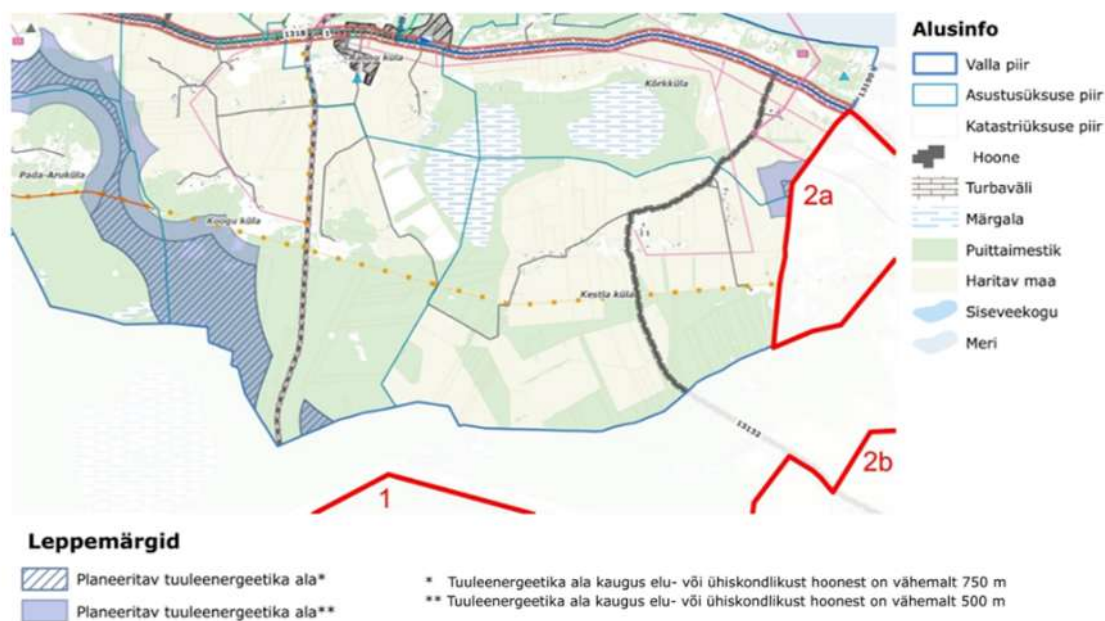 Alusinfo
Valla piir
Asustusüksuse piir
Katastriüksuse piir
Hoone
Turbaväli
Märgala
Puittaimestik
Haritav maa
Siseveekogu
Meri
1
Kõrkküla
Pada-Aruküla
Koogu küla
Kestla küla
2a
13132
2b
1
Leppemärgid
Planeeritav tuuleenergeetika ala*
Planeeritav tuuleenergeetika ala**
* Tuuleenergeetika ala kaugus elu- või ühiskondlikust hoonest on vähemalt 750 m
** Tuuleenergeetika ala kaugus elu- või ühiskondlikust hoonest on vähemalt 500 m